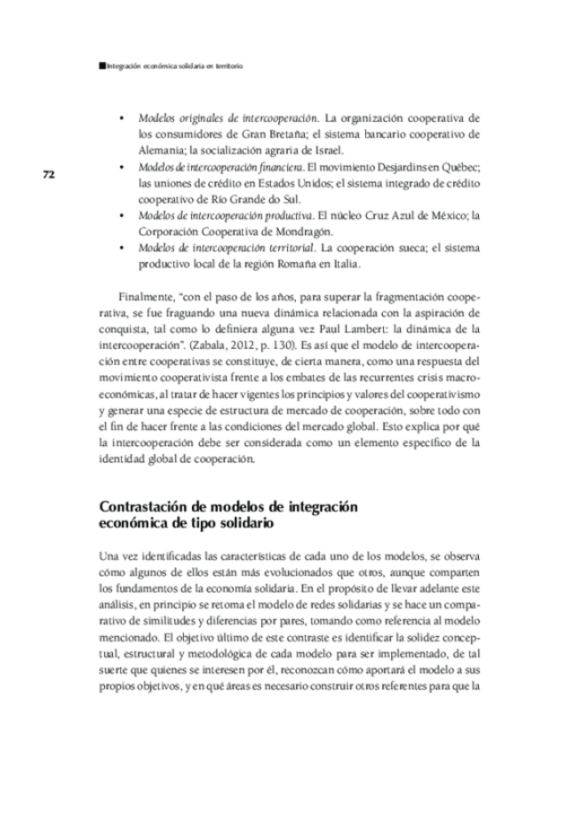 Integración económica solidaria en territorio
• Modelos originales de intercooperación. La organización cooperativa de
los consumidores de Gran Bretaña; el sistema bancario cooperativo de
Alemania; la socialización agraria de Israel.
• Modelos de intercooperación financiera. El movimiento Desjardins en Québec;
72
las uniones de crédito en Estados Unidos; el sistema integrado de crédito
cooperativo de Río Grande do Sul.
• Modelos de intercooperación productiva. El núcleo Cruz Azul de México; la
Corporación Cooperativa de Mondragón.
• Modelos de intercooperación territorial. La cooperación sueca; el sistema
productivo local de la región Romaña en Italia.
Finalmente, “con el paso de los años, para superar la fragmentación coope-
rativa, se fue fraguando una nueva dinámica relacionada con la aspiración de
conquista, tal como lo definiera alguna vez Paul Lambert: la dinámica de la
intercooperación”. (Zabala, 2012, p. 130). Es así que el modelo de intercoopera-
ción entre cooperativas se constituye, de cierta manera, como una respuesta del
movimiento cooperativista frente a los embates de las recurrentes crisis macro-
económicas, al tratar de hacer vigentes los principios y valores del cooperativismo
y generar una especie de estructura de mercado de cooperación, sobre todo con
el fin de hacer frente a las condiciones del mercado global. Esto explica por qué
la intercooperación debe ser considerada como un elemento específico de la
identidad global de cooperación.
Contrastación de modelos de integración
económica de tipo solidario
Una vez identificadas las características de cada uno de los modelos, se observa
cómo algunos de ellos están más evolucionados que otros, aunque comparten
los fundamentos de la economía solidaria. En el propósito de llevar adelante este
análisis, en principio se retoma el modelo de redes solidarias y se hace un compa-
rativo de similitudes y diferencias por pares, tomando como referencia al modelo
mencionado. El objetivo último de este contraste es identificar la solidez concep-
tual, estructural y metodológica de cada modelo para ser implementado, de tal
suerte que quienes se interesen por él, reconozcan cómo aportará el modelo a sus
propios objetivos, y en qué áreas es necesario construir otros referentes para que la